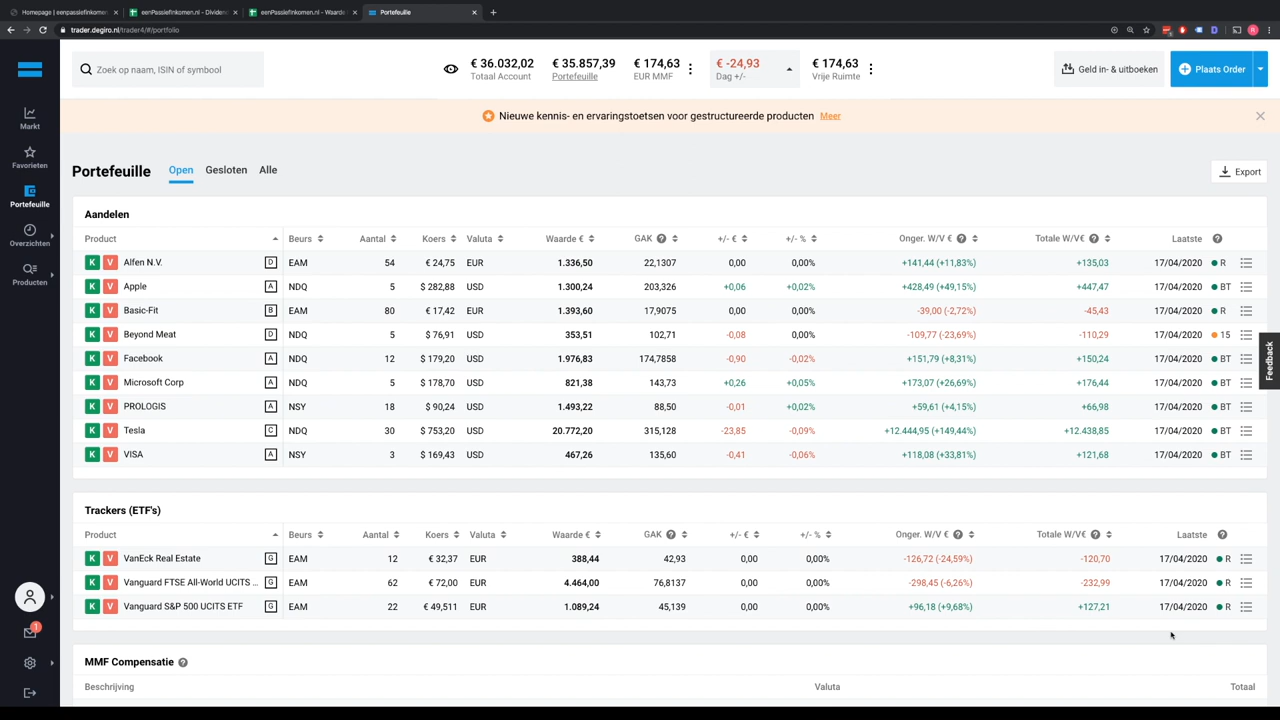 Homepage | eenpassiefinkomen
eenPassiefinkomen.nl - Dividen
eenPassiefinkomen.nl - Waarde
Portefeuille
trader.degiro.nl/trader4/#/portfolio
Zoek op naam, ISIN of symbool
€ 36.032,02
Totaal Account
€ 35.857,39
Portefeuille
€ 174,63
EUR MMF
€ -24,93
Dag +/-
€ 174,63
Vrije Ruimte
Geld in- & uitboeken
Plaats Order
Nieuwe kennis- en ervaringstoetsen voor gestructureerde producten Meer
Markt
Favorieten
Portefeuille
Overzichten
Producten
1
Portefeuille Open Gesloten Alle Export
Aandelen
Product Beurs Aantal Koers Valuta Waarde € GAK +/- € +/- % Onger. W/V € Totale W/V€ Laatste
K V Alfen N.V. D EAM 54 € 24,75 EUR 1.336,50 22,1307 0,00 0,00% +141,44 (+11,83%) +135,03 17/04/2020 R
K V Apple A NDQ 5 $ 282,88 USD 1.300,24 203,326 +0,06 +0,02% +428,49 (+49,15%) +447,47 17/04/2020 BT
K V Basic-Fit B EAM 80 € 17,42 EUR 1.393,60 17,9075 0,00 0,00% -39,00 (-2,72%) -45,43 17/04/2020 R
K V Beyond Meat D NDQ 5 $ 76,91 USD 353,51 102,71 -0,08 0,00% -109,77 (-23,69%) -110,29 17/04/2020 15
K V Facebook A NDQ 12 $ 179,20 USD 1.976,83 174,7858 -0,90 -0,02% +151,79 (+8,31%) +150,24 17/04/2020 BT
K V Microsoft Corp A NDQ 5 $ 178,70 USD 821,38 143,73 +0,26 +0,05% +173,07 (+26,69%) +176,44 17/04/2020 BT
K V PROLOGIS A NSY 18 $ 90,24 USD 1.493,22 88,50 -0,01 +0,02% +59,61 (+4,15%) +66,98 17/04/2020 BT
K V Tesla C NDQ 30 $ 753,20 USD 20.772,20 315,128 -23,85 -0,09% +12.444,95 (+149,44%) +12.438,85 17/04/2020 BT
K V VISA A NSY 3 $ 169,43 USD 467,26 135,60 -0,41 -0,06% +118,08 (+33,81%) +121,68 17/04/2020 BT
Feedback
Trackers (ETF's)
Product Beurs Aantal Koers Valuta Waarde € GAK +/- € +/- % Onger. W/V € Totale W/V€ Laatste
K V VanEck Real Estate G EAM 12 € 32,37 EUR 388,44 42,93 0,00 0,00% -126,72 (-24,59%) -120,70 17/04/2020 R
K V Vanguard FTSE All-World UCITS ... G EAM 62 € 72,00 EUR 4.464,00 76,8137 0,00 0,00% -298,45 (-6,26%) -232,99 17/04/2020 R
K V Vanguard S&P 500 UCITS ETF G EAM 22 € 49,511 EUR 1.089,24 45,139 0,00 0,00% +96,18 (+9,68%) +127,21 17/04/2020 R
MMF Compensatie
Beschrijving Valuta Totaal